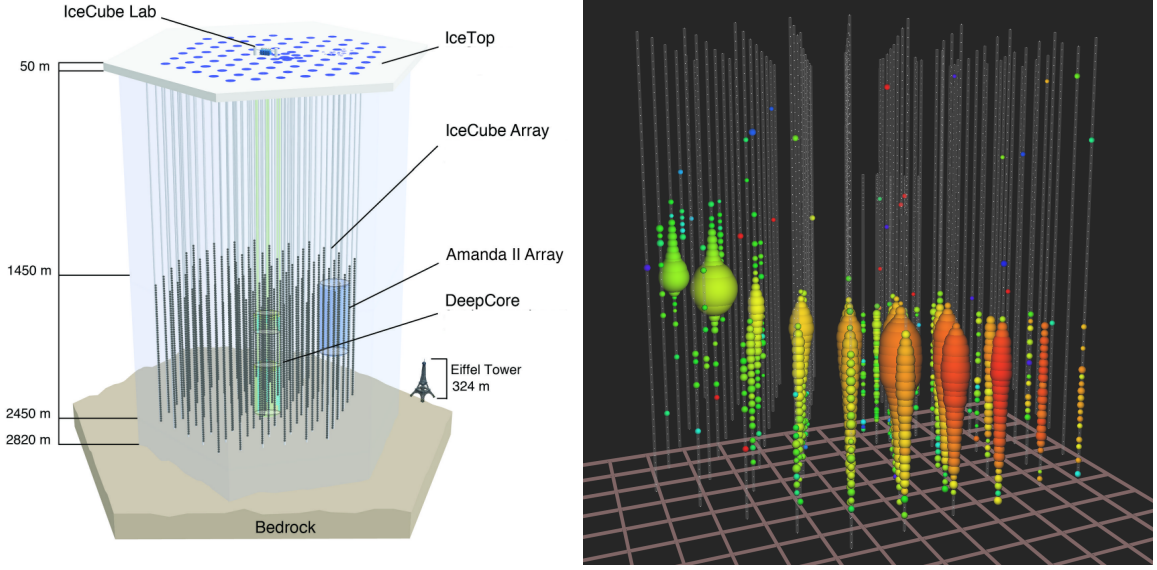 IceCube Lab
IceTop
50 m
IceCube Array
Amanda II Array
1450 m
DeepCore
Eiffel Tower
324 m
2450 m
2820 m
Bedrock